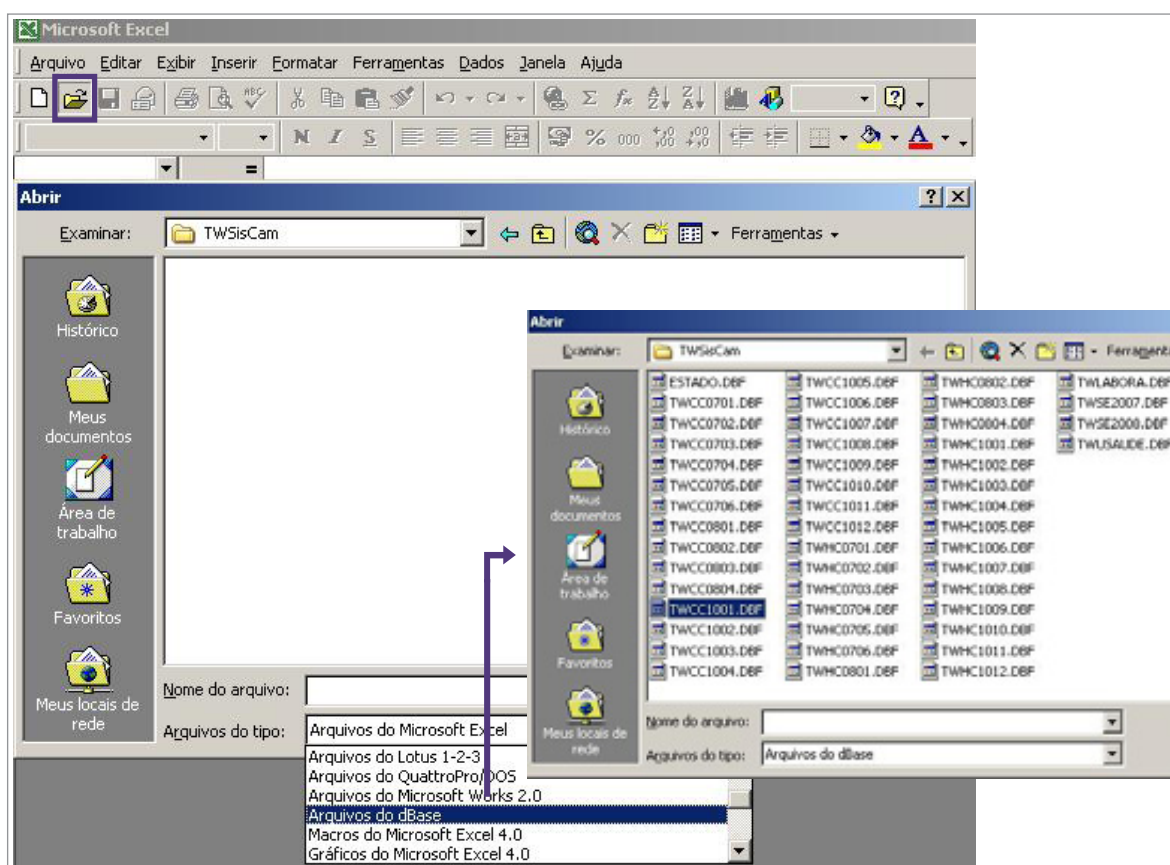 Microsoft Excel
Arquivo Editar Exibir Inserir Formatar Ferramentas Dados Janela Ajuda
ABC
N I S % 000
=
Abrir
Examinar: TWSisCam Ferramentas
Histórico
Meus documentos
Área de trabalho
Favoritos
Meus locais de rede
Nome do arquivo:
Arquivos do tipo: Arquivos do Microsoft Excel
Arquivos do Lotus 1-2-3
Arquivos do QuattroPro/DOS
Arquivos do Microsoft Works 2.0
Arquivos do dBase
Macros do Microsoft Excel 4.0
Gráficos do Microsoft Excel 4.0
Abrir
Examinar: TWSisCam
Histórico
Meus documentos
Área de trabalho
Favoritos
Meus locais de rede
ESTADO.DBF TWCC1005.DBF TWHC0802.DBF TWLABORA.DBF
TWCC0701.DBF TWCC1006.DBF TWHC0803.DBF TWSE2007.DBF
TWCC0702.DBF TWCC1007.DBF TWHC0804.DBF TWSE2008.DBF
TWCC0703.DBF TWCC1008.DBF TWHC1001.DBF TWUSAUDE.DBF
TWCC0704.DBF TWCC1009.DBF TWHC1002.DBF
TWCC0705.DBF TWCC1010.DBF TWHC1003.DBF
TWCC0706.DBF TWCC1011.DBF TWHC1004.DBF
TWCC0801.DBF TWCC1012.DBF TWHC1005.DBF
TWCC0802.DBF TWHC0701.DBF TWHC1006.DBF
TWCC0803.DBF TWHC0702.DBF TWHC1007.DBF
TWCC0804.DBF TWHC0703.DBF TWHC1008.DBF
TWCC1001.DBF TWHC0704.DBF TWHC1009.DBF
TWCC1002.DBF TWHC0705.DBF TWHC1010.DBF
TWCC1003.DBF TWHC0706.DBF TWHC1011.DBF
TWCC1004.DBF TWHC0801.DBF TWHC1012.DBF
Nome do arquivo:
Arquivos do tipo: Arquivos do dBase